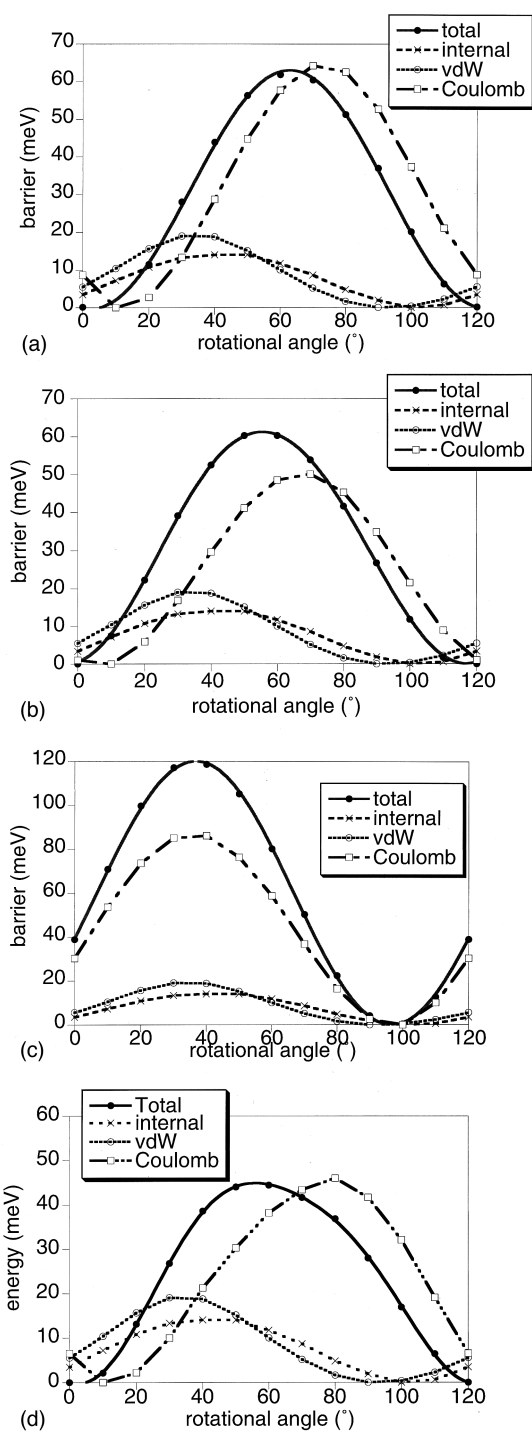 total
internal
vdW
Coulomb
70
60
50
40
30
20
10
0
barrier (meV)
0 20 40 60 80 100 120
(a) rotational angle (°)
total
internal
vdW
Coulomb
70
60
50
40
30
20
10
0
barrier (meV)
0 20 40 60 80 100 120
(b) rotational angle (°)
120
100
80
60
40
20
0
barrier (meV)
total
internal
vdW
Coulomb
0 20 40 60 80 100 120
(c) rotational angle (°)
Total
internal
vdW
Coulomb
60
50
40
30
20
10
0
energy (meV)
0 20 40 60 80 100 120
(d) rotational angle (°)